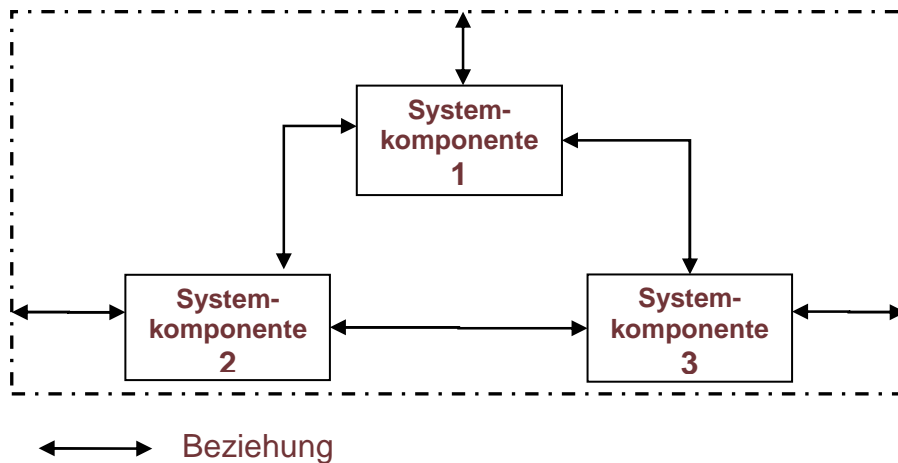 System-
komponente
1
System-
komponente
2
System-
komponente
3
Beziehung